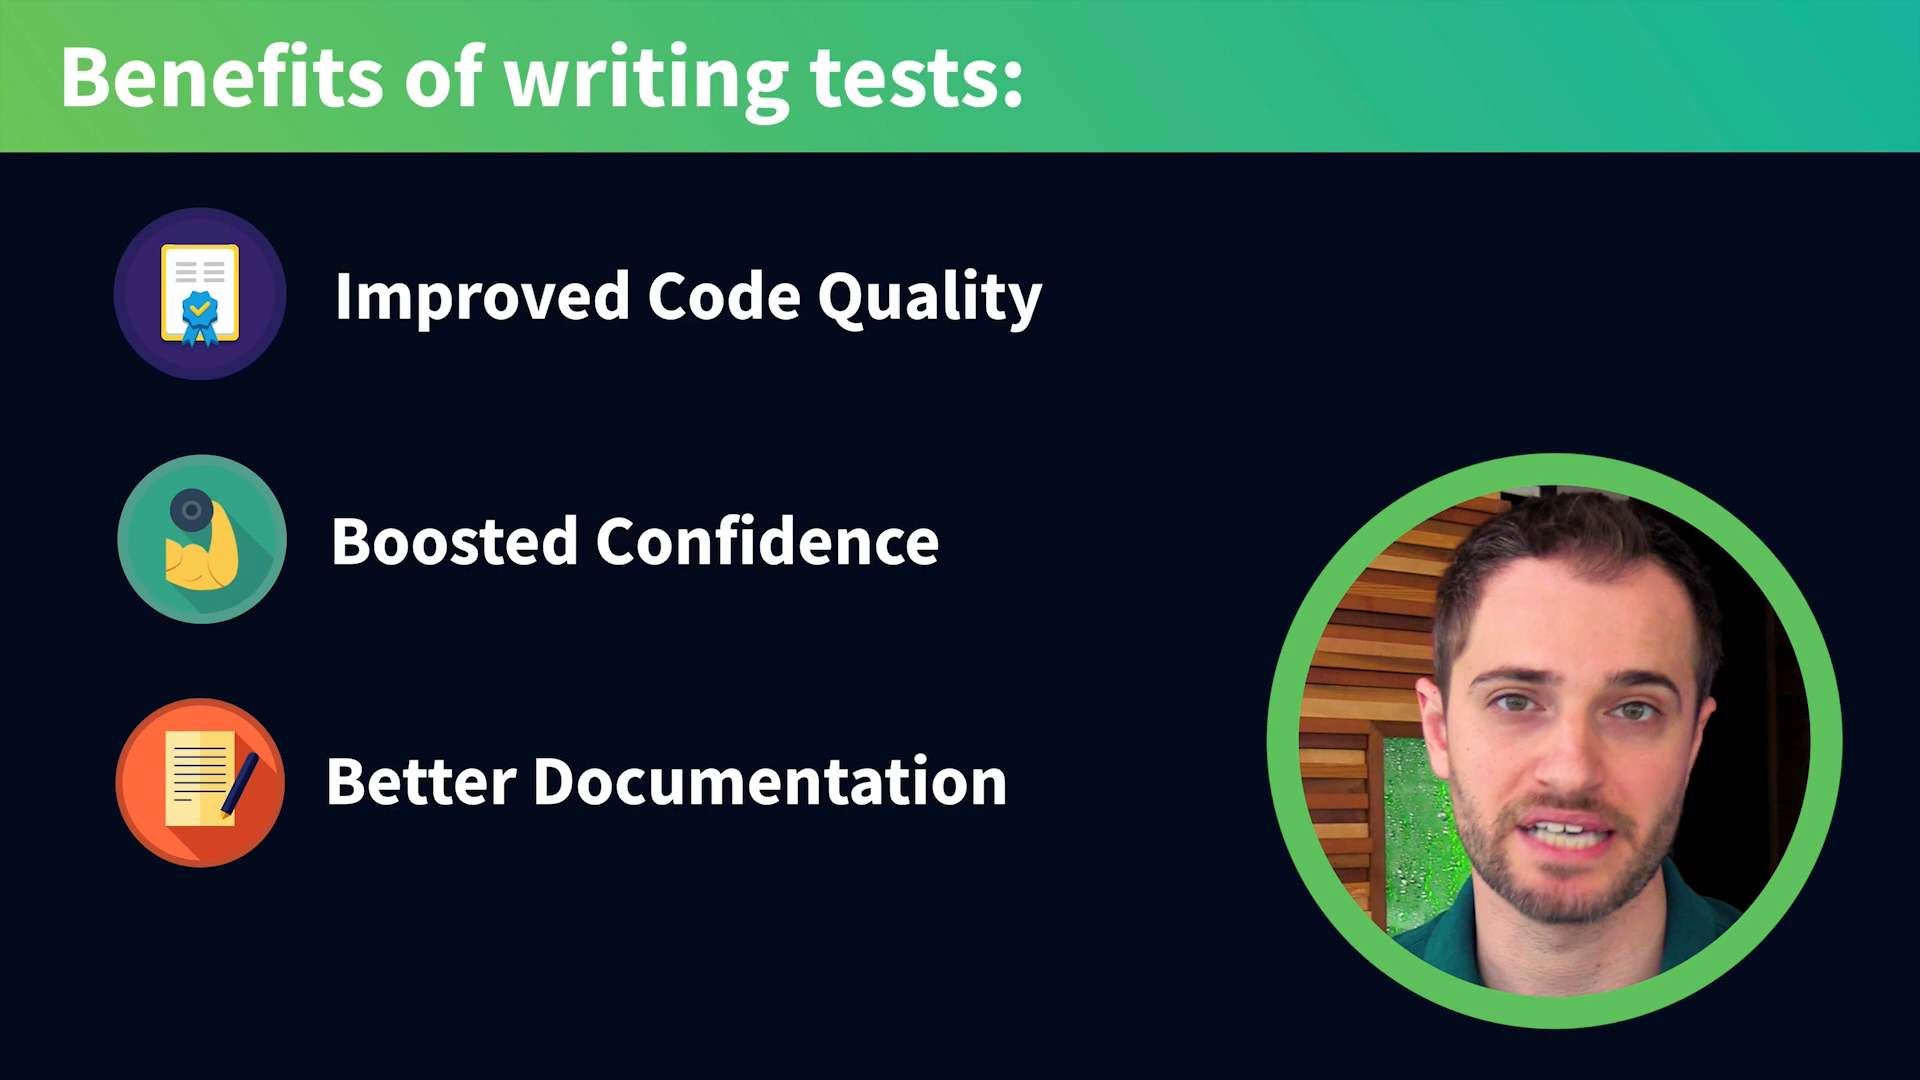 Benefits of writing tests:
Improved Code Quality
Boosted Confidence
Better Documentation